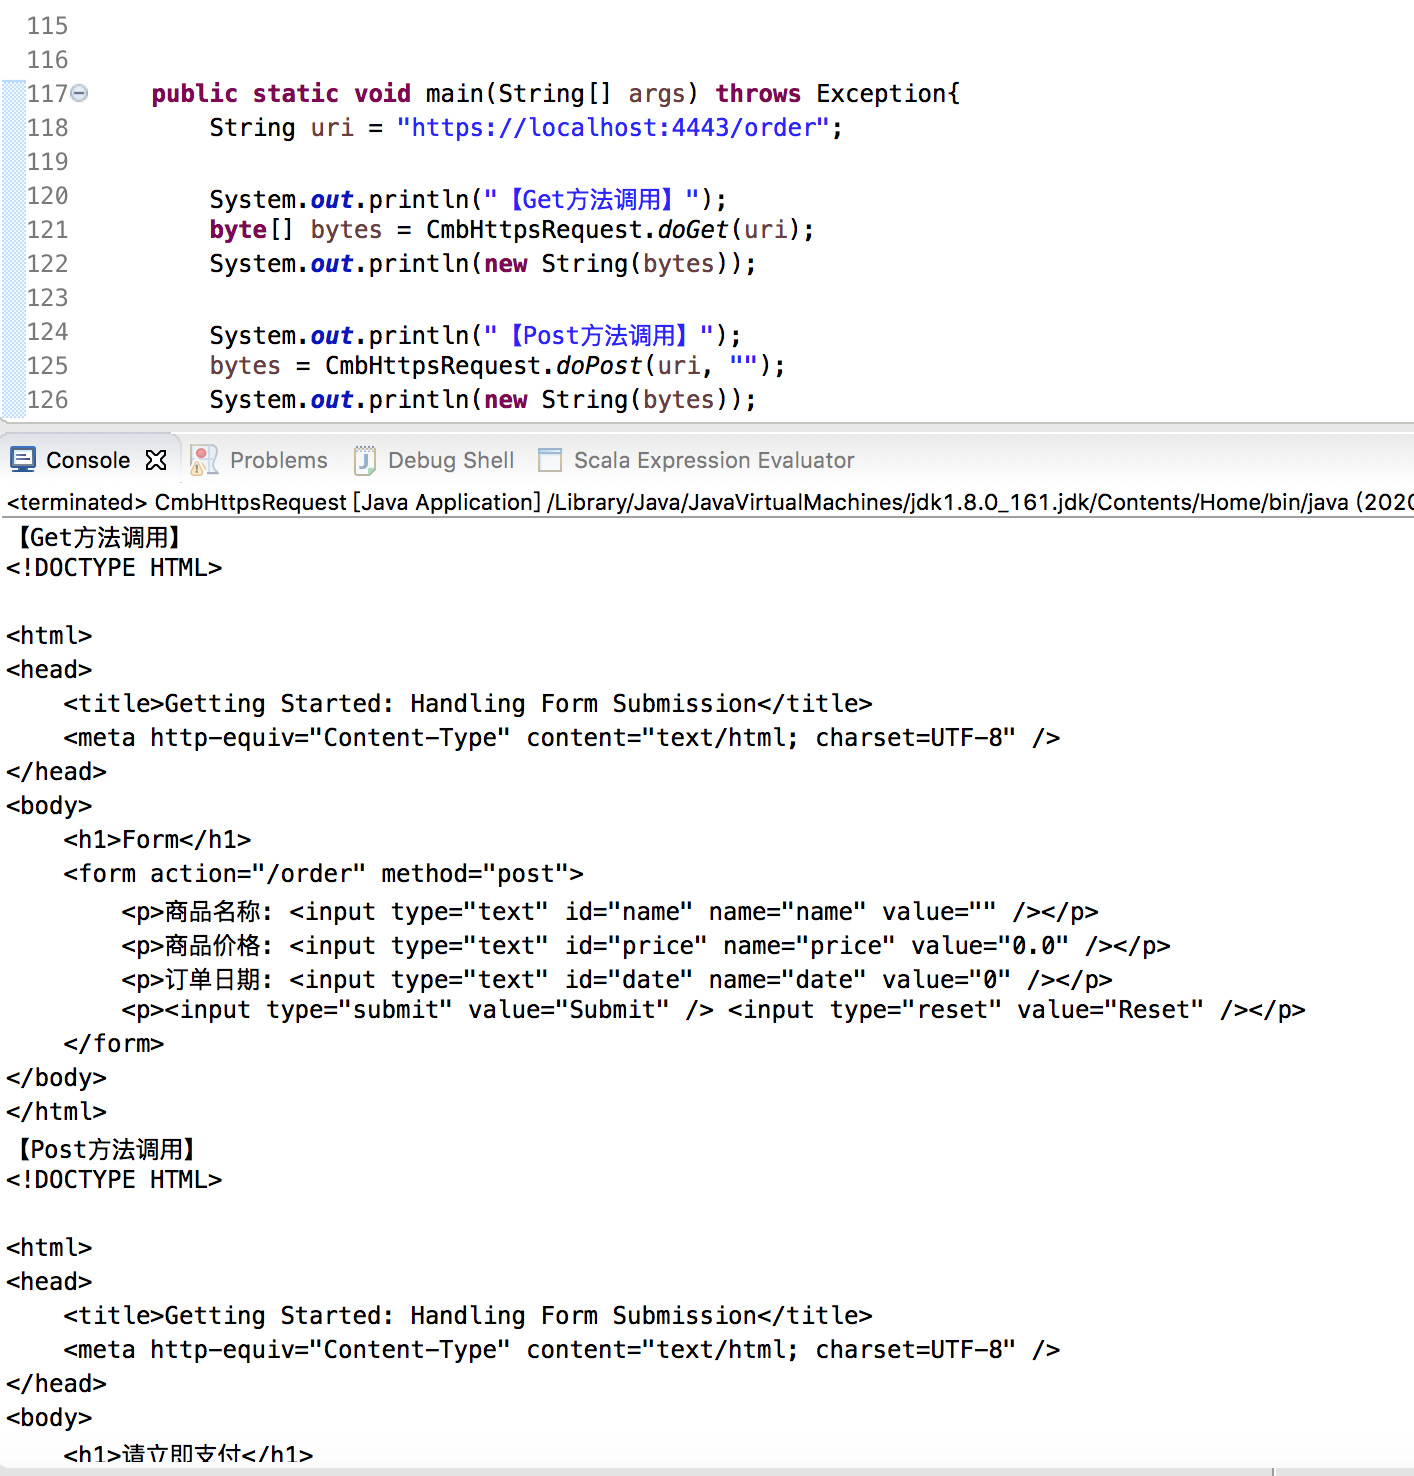 115
116
117 public static void main(String[] args) throws Exception{
118 String uri = "https://localhost:4443/order";
119
120 System.out.println("【Get方法调用】");
121 byte[] bytes = CmbHttpsRequest.doGet(uri);
122 System.out.println(new String(bytes));
123
124 System.out.println("【Post方法调用】");
125 bytes = CmbHttpsRequest.doPost(uri, "");
126 System.out.println(new String(bytes));
Console Problems Debug Shell Scala Expression Evaluator
<terminated> CmbHttpsRequest [Java Application] /Library/Java/JavaVirtualMachines/jdk1.8.0_161.jdk/Contents/Home/bin/java (2020
【Get方法调用】
<!DOCTYPE HTML>
<html>
<head>
<title>Getting Started: Handling Form Submission</title>
<meta http-equiv="Content-Type" content="text/html; charset=UTF-8" />
</head>
<body>
<h1>Form</h1>
<form action="/order" method="post">
<p>商品名称: <input type="text" id="name" name="name" value="" /></p>
<p>商品价格: <input type="text" id="price" name="price" value="0.0" /></p>
<p>订单日期: <input type="text" id="date" name="date" value="0" /></p>
<p><input type="submit" value="Submit" /> <input type="reset" value="Reset" /></p>
</form>
</body>
</html>
【Post方法调用】
<!DOCTYPE HTML>
<html>
<head>
<title>Getting Started: Handling Form Submission</title>
<meta http-equiv="Content-Type" content="text/html; charset=UTF-8" />
</head>
<body>
<h1>请立即支付</h1>